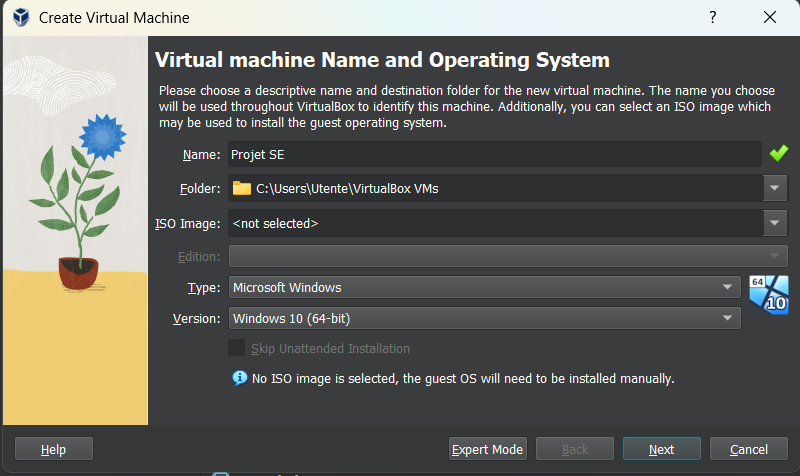 Create Virtual Machine ?
Virtual machine Name and Operating System
Please choose a descriptive name and destination folder for the new virtual machine. The name you choose
will be used throughout VirtualBox to identify this machine. Additionally, you can select an ISO image which
may be used to install the guest operating system.
Name: Projet SE
Folder: C:\Users\Utente\VirtualBox VMs
ISO Image: <not selected>
Edition:
Type: Microsoft Windows
64
10
Version: Windows 10 (64-bit)
Skip Unattended Installation
No ISO image is selected, the guest OS will need to be installed manually.
Help Expert Mode Back Next Cancel